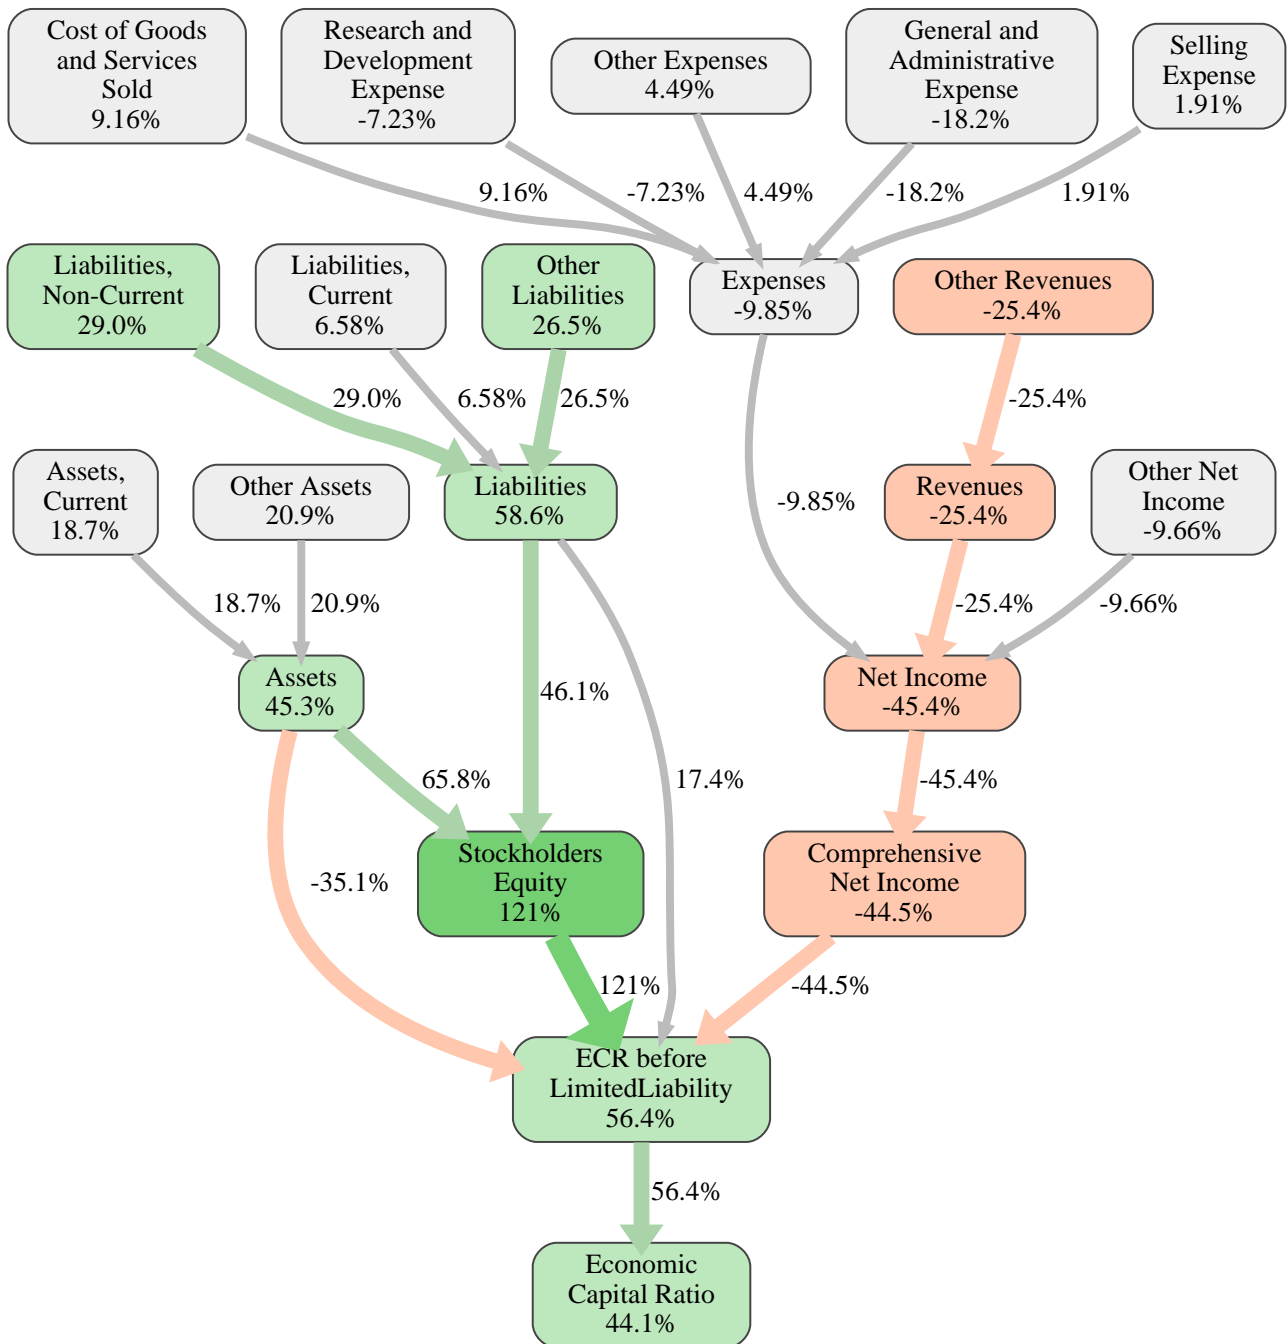 Cost of Goods
and Services
Sold
9.16%
Research and
Development
Expense
-7.23%
Other Expenses
4.49%
General and
Administrative
Expense
-18.2%
Selling
Expense
1.91%
9.16%
-7.23%
4.49%
-18.2%
1.91%
Liabilities,
Non-Current
29.0%
Liabilities,
Current
6.58%
Other
Liabilities
26.5%
Expenses
-9.85%
Other Revenues
-25.4%
29.0%
6.58%
26.5%
-25.4%
Assets,
Current
18.7%
Other Assets
20.9%
Liabilities
58.6%
-9.85%
Revenues
-25.4%
Other Net
Income
-9.66%
18.7%
20.9%
-25.4%
-9.66%
Assets
45.3%
46.1%
Net Income
-45.4%
65.8%
17.4%
-45.4%
-35.1%
Stockholders
Equity
121%
Comprehensive
Net Income
-44.5%
121%
-44.5%
ECR before
LimitedLiability
56.4%
56.4%
Economic
Capital Ratio
44.1%